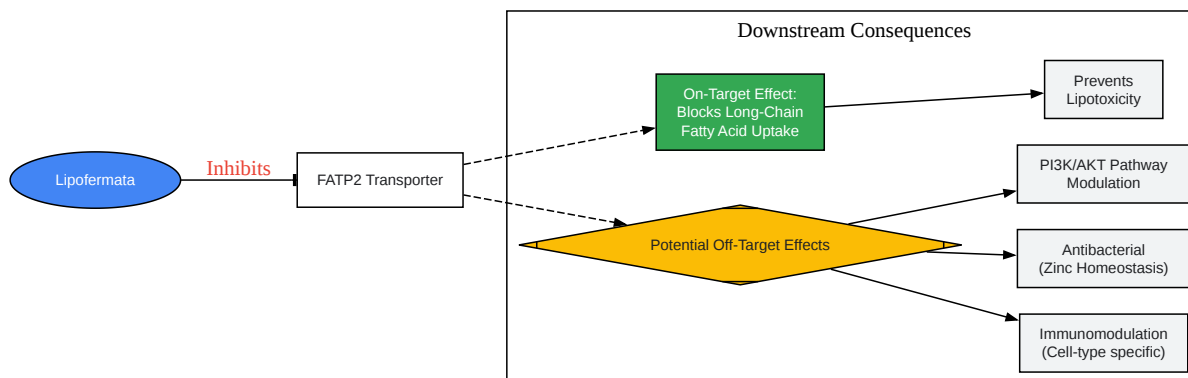 Downstream Consequences
Lipofermata
Inhibits
FATP2 Transporter
On-Target Effect:
Blocks Long-Chain
Fatty Acid Uptake
Prevents
Lipotoxicity
Potential Off-Target Effects
PI3K/AKT Pathway
Modulation
Antibacterial
(Zinc Homeostasis)
Immunomodulation
(Cell-type specific)